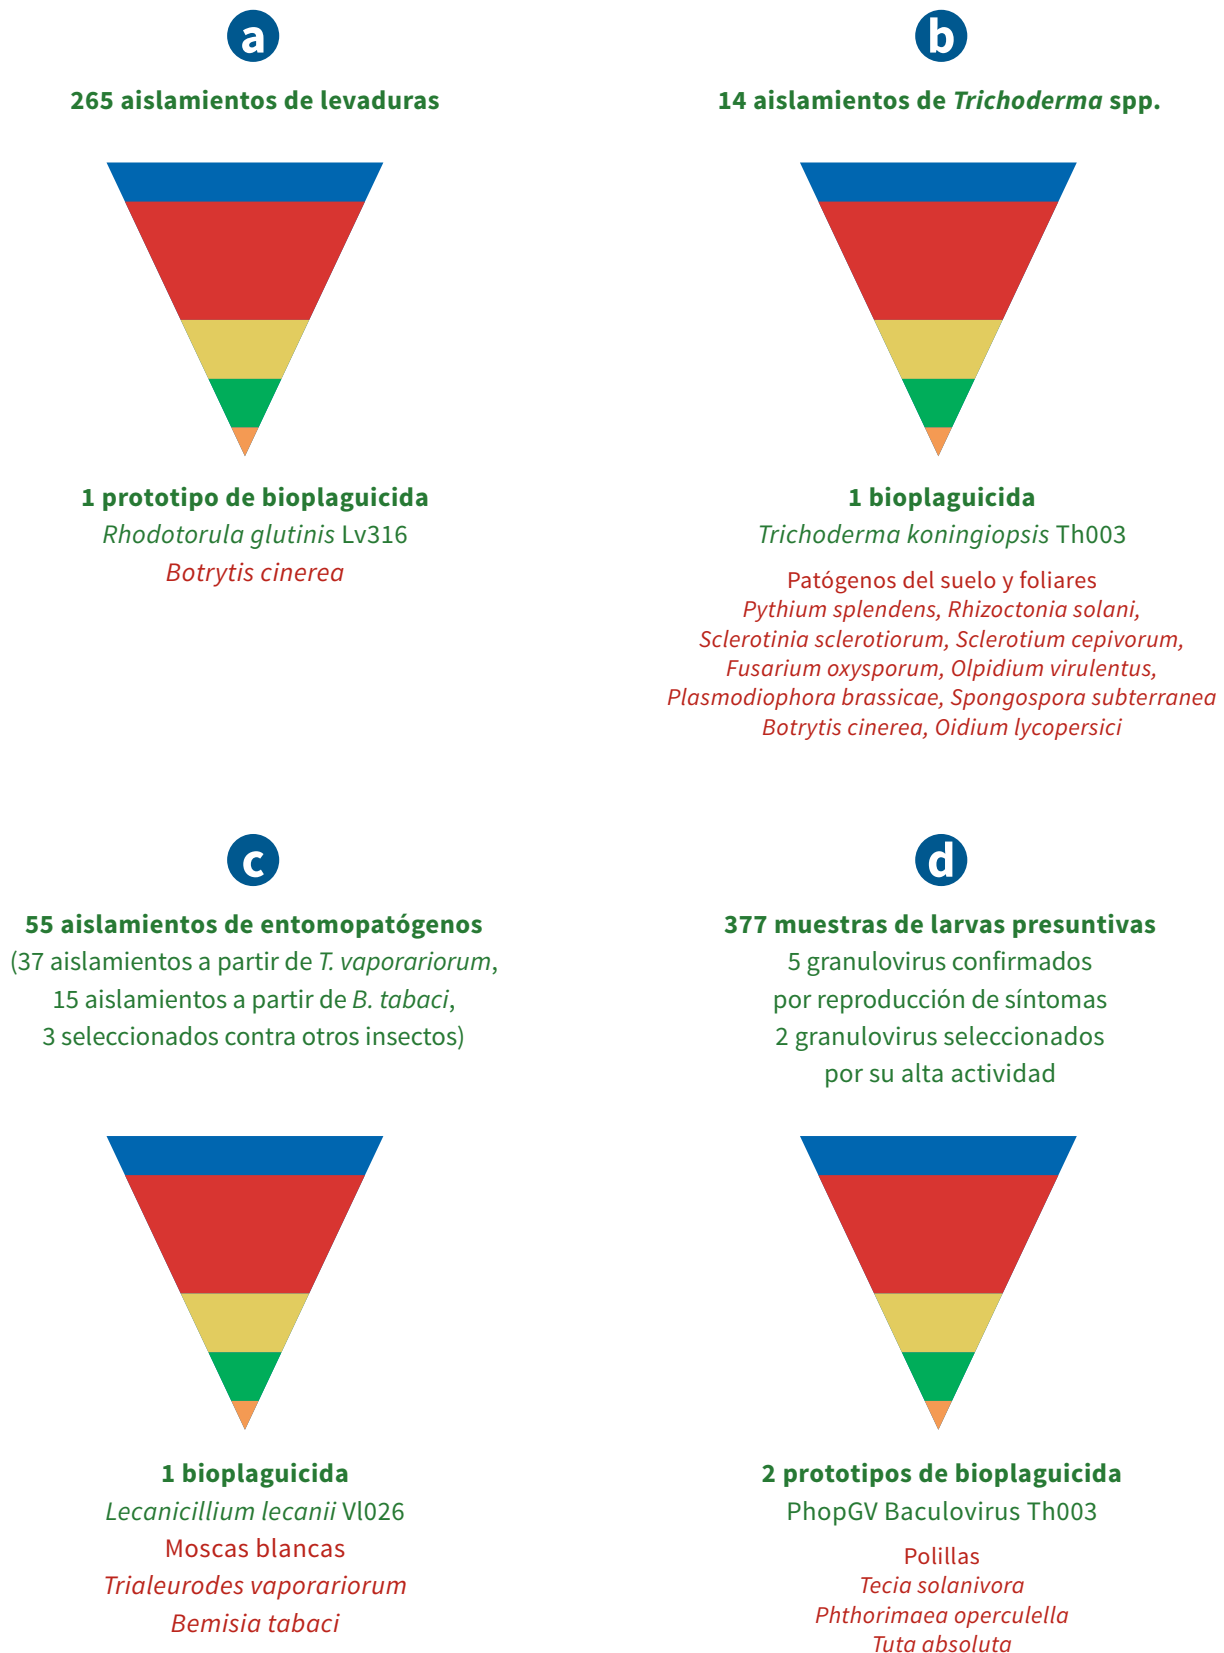 a
265 aislamientos de levaduras
1 prototipo de bioplaguicida
Rhodotorula glutinis Lv316
Botrytis cinerea
b
14 aislamientos de Trichoderma spp.
1 bioplaguicida
Trichoderma koningiopsis Th003
Patógenos del suelo y foliares
Pythium splendens, Rhizoctonia solani,
Sclerotinia sclerotiorum, Sclerotium cepivorum,
Fusarium oxysporum, Olpidium virulentus,
Plasmodiophora brassicae, Spongospora subterranea
Botrytis cinerea, Oidium lycopersici
c
55 aislamientos de entomopatógenos
(37 aislamientos a partir de T. vaporariorum,
15 aislamientos a partir de B. tabaci,
3 seleccionados contra otros insectos)
1 bioplaguicida
Lecanicillium lecanii Vl026
Moscas blancas
Trialeurodes vaporariorum
Bemisia tabaci
d
377 muestras de larvas presuntivas
5 granulovirus confirmados
por reproducción de síntomas
2 granulovirus seleccionados
por su alta actividad
2 prototipos de bioplaguicida
PhopGV Baculovirus Th003
Polillas
Tecia solanivora
Phthorimaea operculella
Tuta absoluta